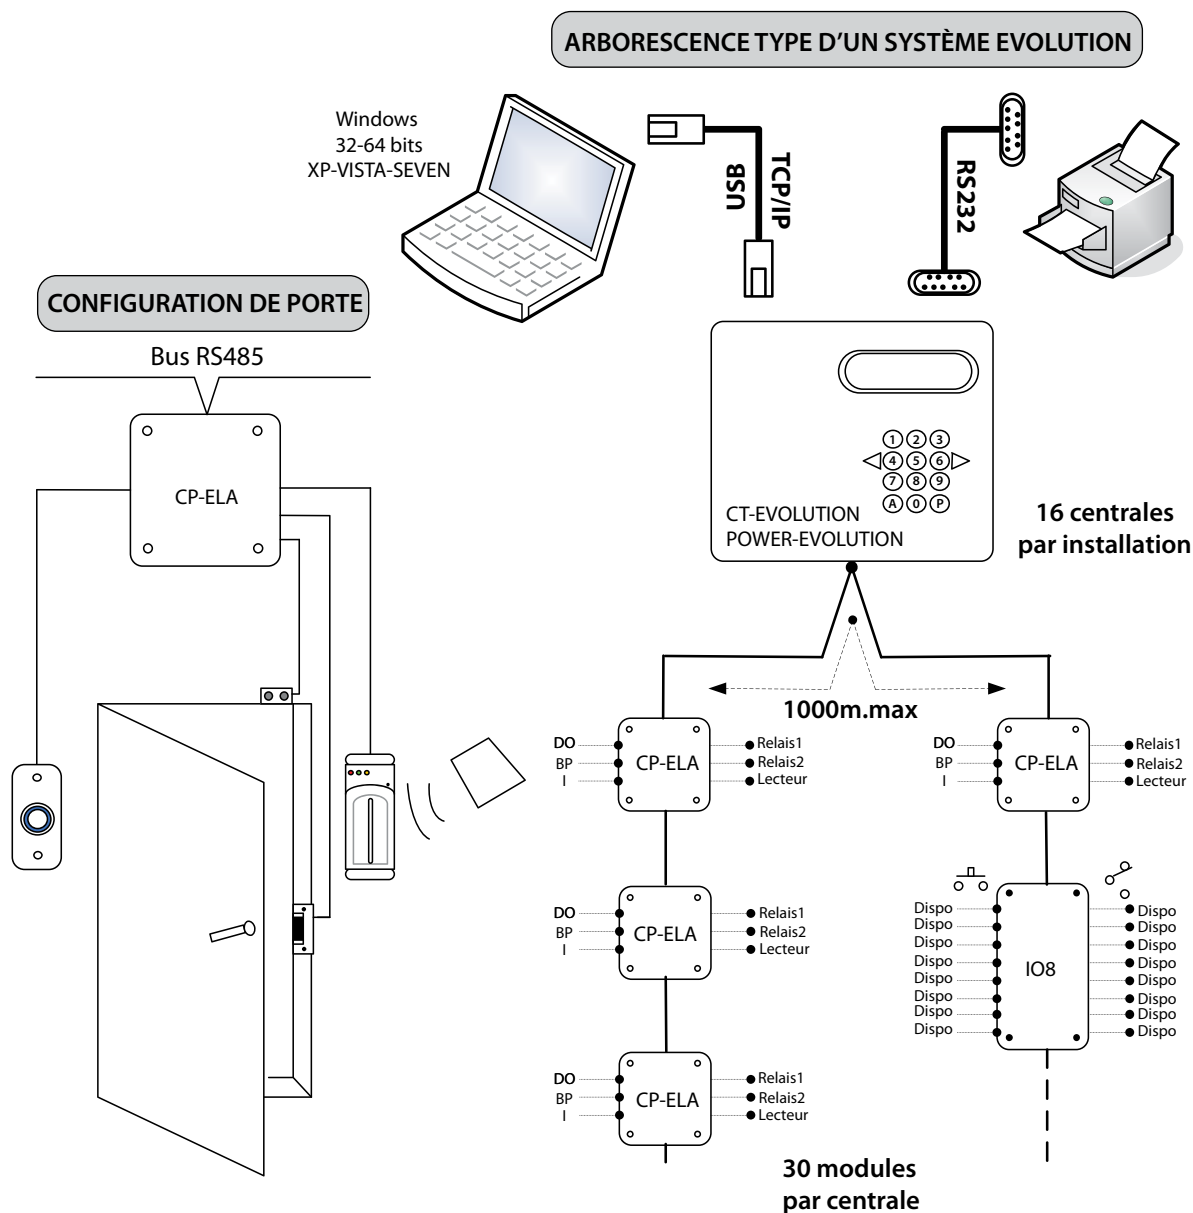 ARBORESCENCE TYPE D'UN SYSTÈME EVOLUTION
Windows
32-64 bits
XP-VISTA-SEVEN
USB
TCP/IP
RS232
CONFIGURATION DE PORTE
Bus RS485
CP-ELA
1 2 3
4 5 6
7 8 9
A 0 P
CT-EVOLUTION
POWER-EVOLUTION
16 centrales
par installation
1000m.max
DO
BP
I
CP-ELA
Relais1
Relais2
Lecteur
DO
BP
I
CP-ELA
Relais1
Relais2
Lecteur
DO
BP
I
CP-ELA
Relais1
Relais2
Lecteur
DO
BP
I
CP-ELA
Relais1
Relais2
Lecteur
Dispo
Dispo
Dispo
Dispo
Dispo
Dispo
Dispo
Dispo
IO8
Dispo
Dispo
Dispo
Dispo
Dispo
Dispo
Dispo
Dispo
30 modules
par centrale